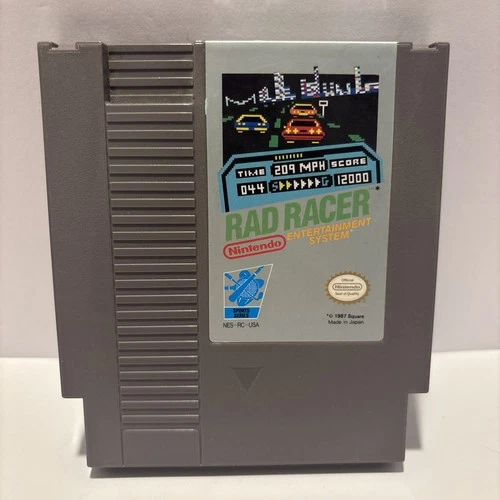 TIME 209 MPH SCORE
044 S 6 12000
RAD RACER
Nintendo ENTERTAINMENT
SYSTEM
SPORTS
SERIES
NES-RC-USA
Official
Nintendo
Seal of Quality
*© 1987 Square
Made in Japan